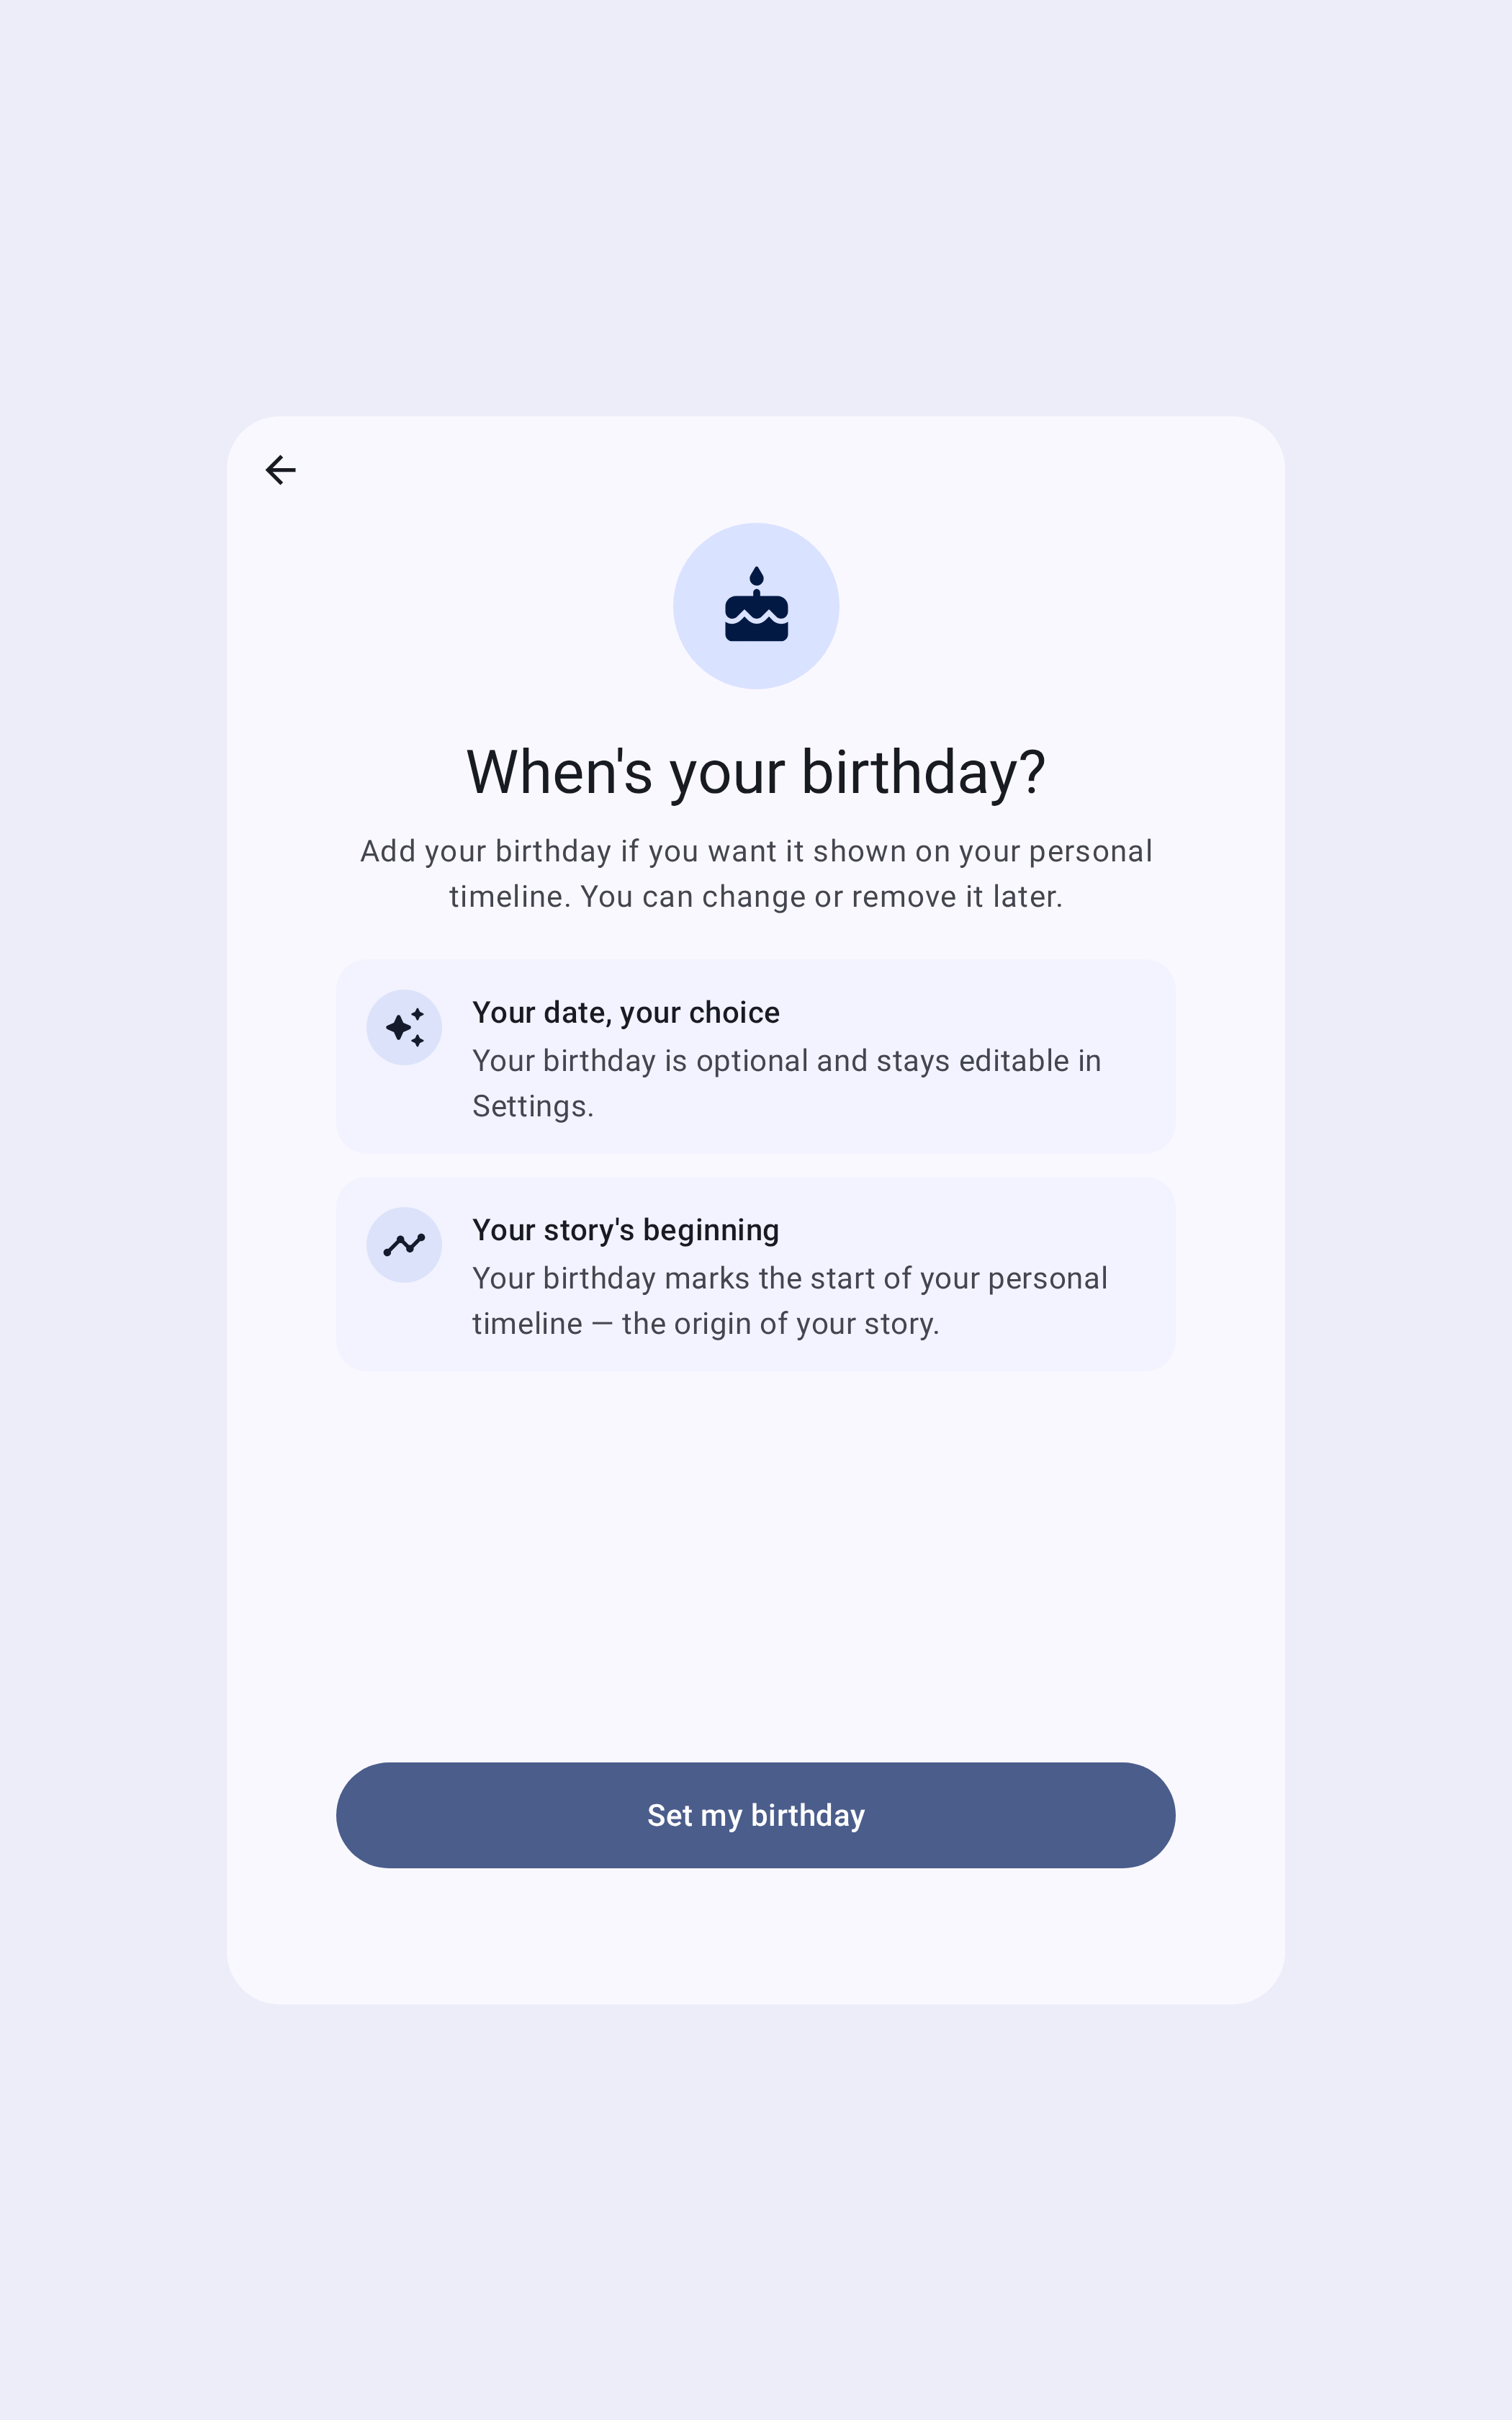 When's your birthday?
Add your birthday if you want it shown on your personal
timeline. You can change or remove it later.
Your date, your choice
Your birthday is optional and stays editable in
Settings.
Your story's beginning
Your birthday marks the start of your personal
timeline — the origin of your story.
Set my birthday